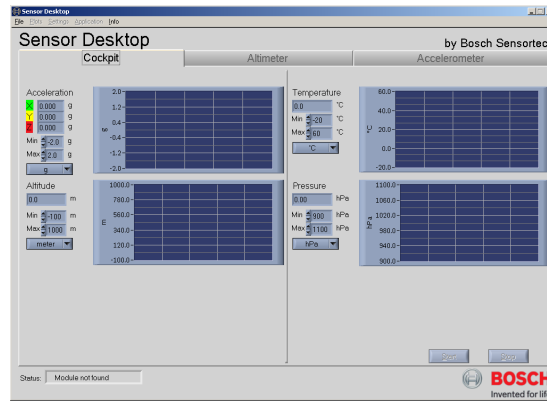 Sensor Desktop
File Plots Settings Application Info
Sensor Desktop
by Bosch Sensortec
Cockpit Altimeter Accelerometer
Acceleration
X 0.000 g
Y 0.000 g
Z 0.000 g
Min -2.0 g
Max 2.0 g
g
2.0
1.2
0.4
-0.4
-1.2
-2.0
g
Temperature
0.0 °C
Min -20 °C
Max 60 °C
°C
60.0
40.0
20.0
0.0
-20.0
°C
Altitude
0.0 m
Min -100 m
Max 1000 m
meter
1000.0
780.0
560.0
340.0
120.0
-100.0
m
Pressure
0.00 hPa
Min 900 hPa
Max 1100 hPa
hPa
1100.0
1060.0
1020.0
980.0
940.0
900.0
hPa
Start Stop
Status: Module not found
BOSCH
Invented for life